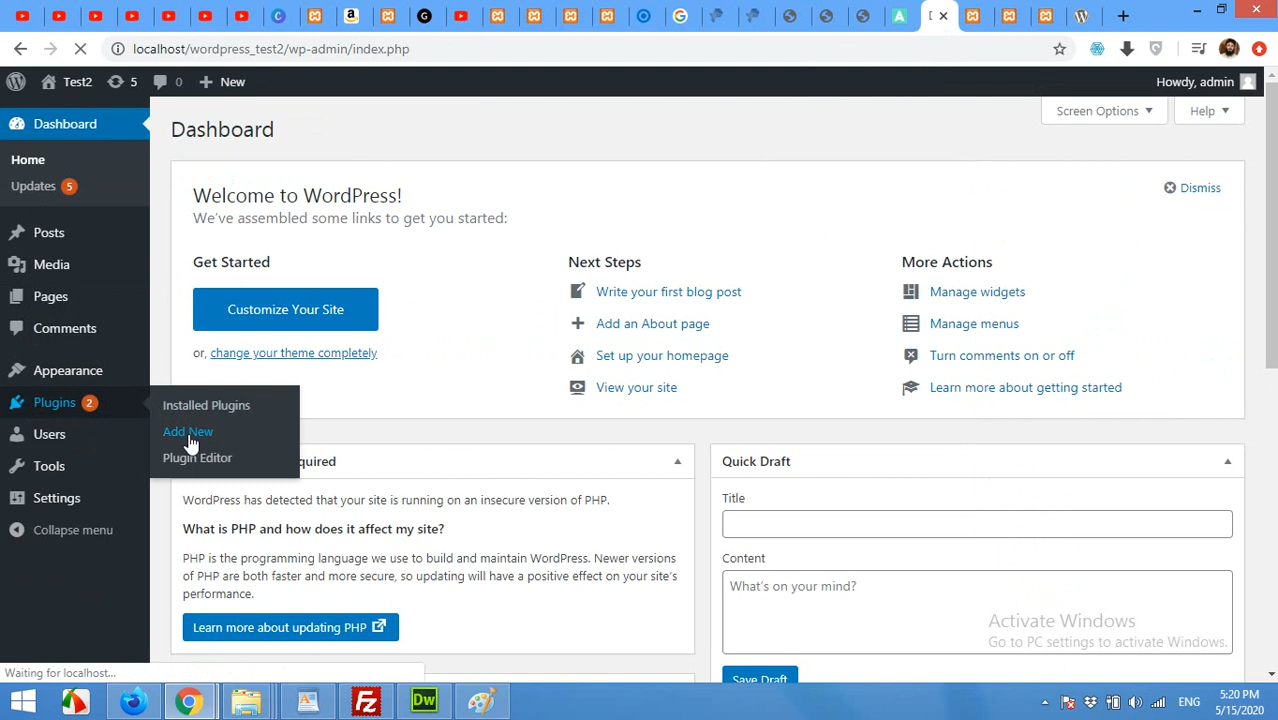 localhost/wordpress_test2/wp-admin/index.php
Test2
5
0
New
Howdy, admin
Dashboard
Home
Updates 5
Posts
Media
Pages
Comments
Appearance
Plugins 2
Users
Tools
Settings
Collapse menu
Installed Plugins
Add New
Plugin Editor
Screen Options
Help
Dashboard
Welcome to WordPress!
We've assembled some links to get you started:
Dismiss
Get Started
Customize Your Site
or, change your theme completely
Next Steps
Write your first blog post
Add an About page
Set up your homepage
View your site
More Actions
Manage widgets
Manage menus
Turn comments on or off
Learn more about getting started
quired
WordPress has detected that your site is running on an insecure version of PHP.
What is PHP and how does it affect my site?
PHP is the programming language we use to build and maintain WordPress. Newer versions
of PHP are both faster and more secure, so updating will have a positive effect on your site's
performance.
Learn more about updating PHP
Quick Draft
Title
Content
What's on your mind?
Save Draft
Activate Windows
Go to PC settings to activate Windows.
Waiting for localhost...
Dw
ENG
5:20 PM
5/15/2020